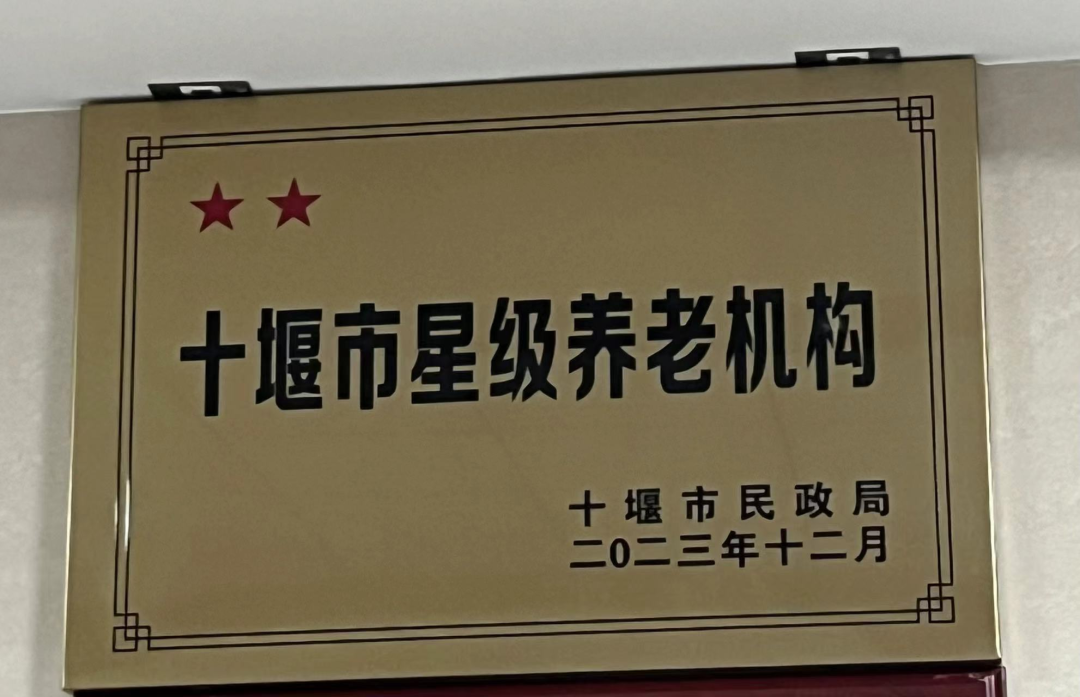 十堰市星级养老机构
十堰市民政局
二0二三年十二月